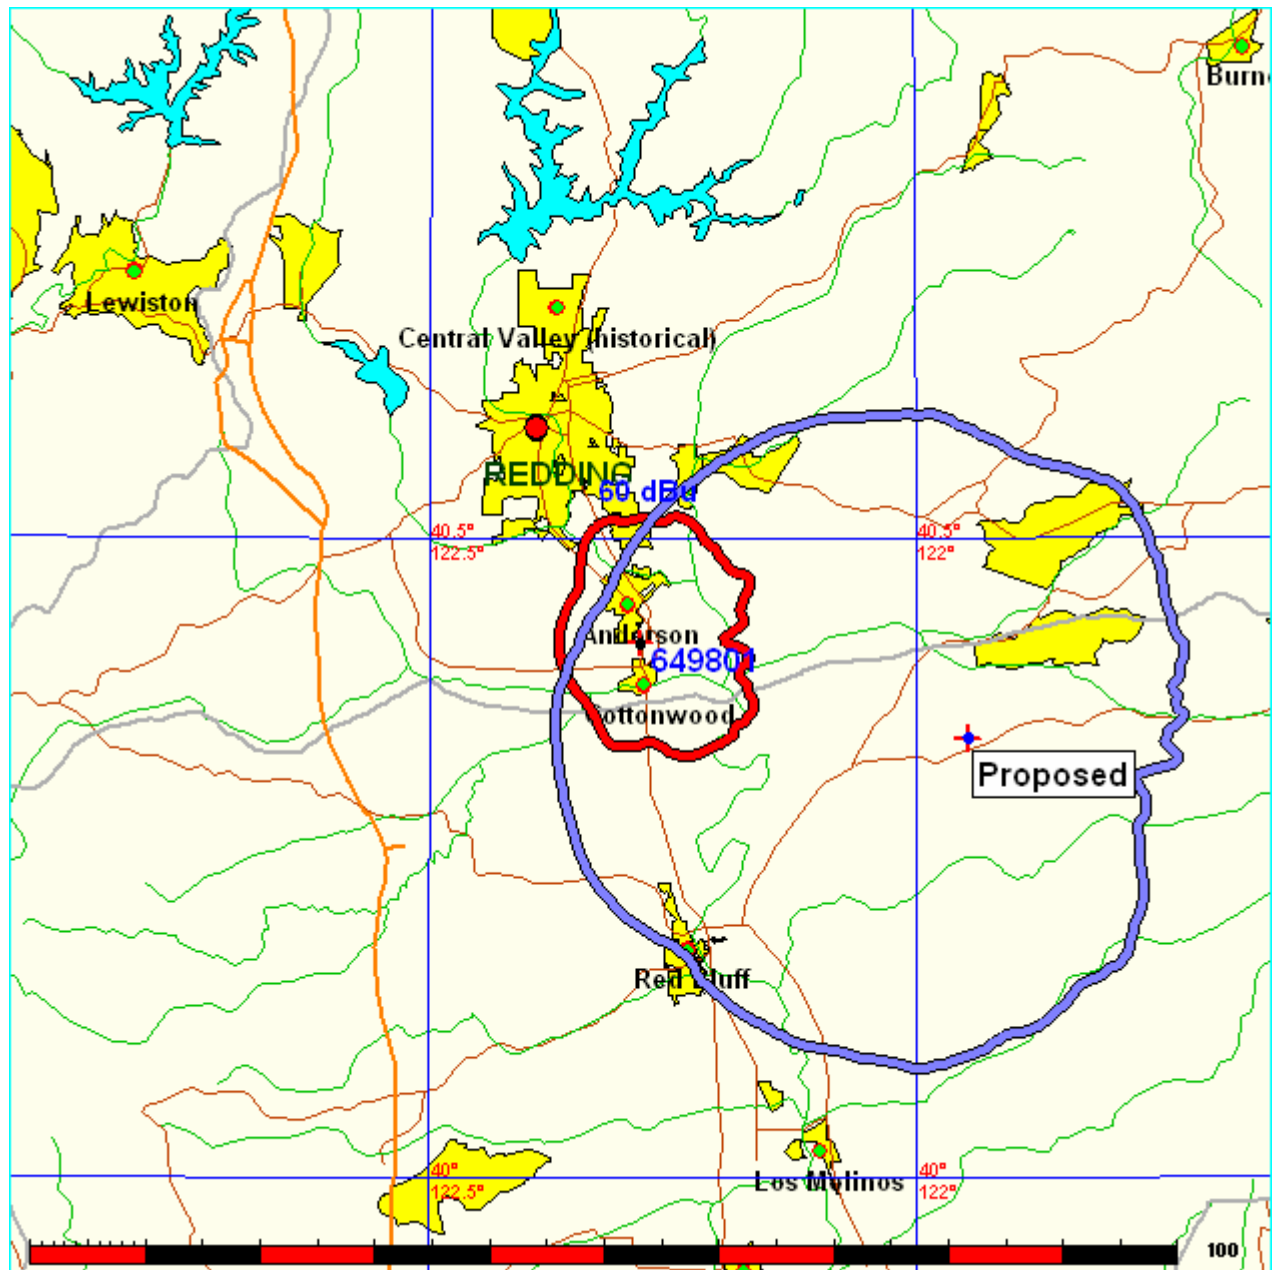 Burn
Lewiston
Central Valley (historical)
REDDING
60 dBu
40.5°
122.5°
40.5°
122°
Anderson
649801
Cottonwood
Proposed
Red Bluff
40°
122.5°
40°
122°
Los Molinos
100